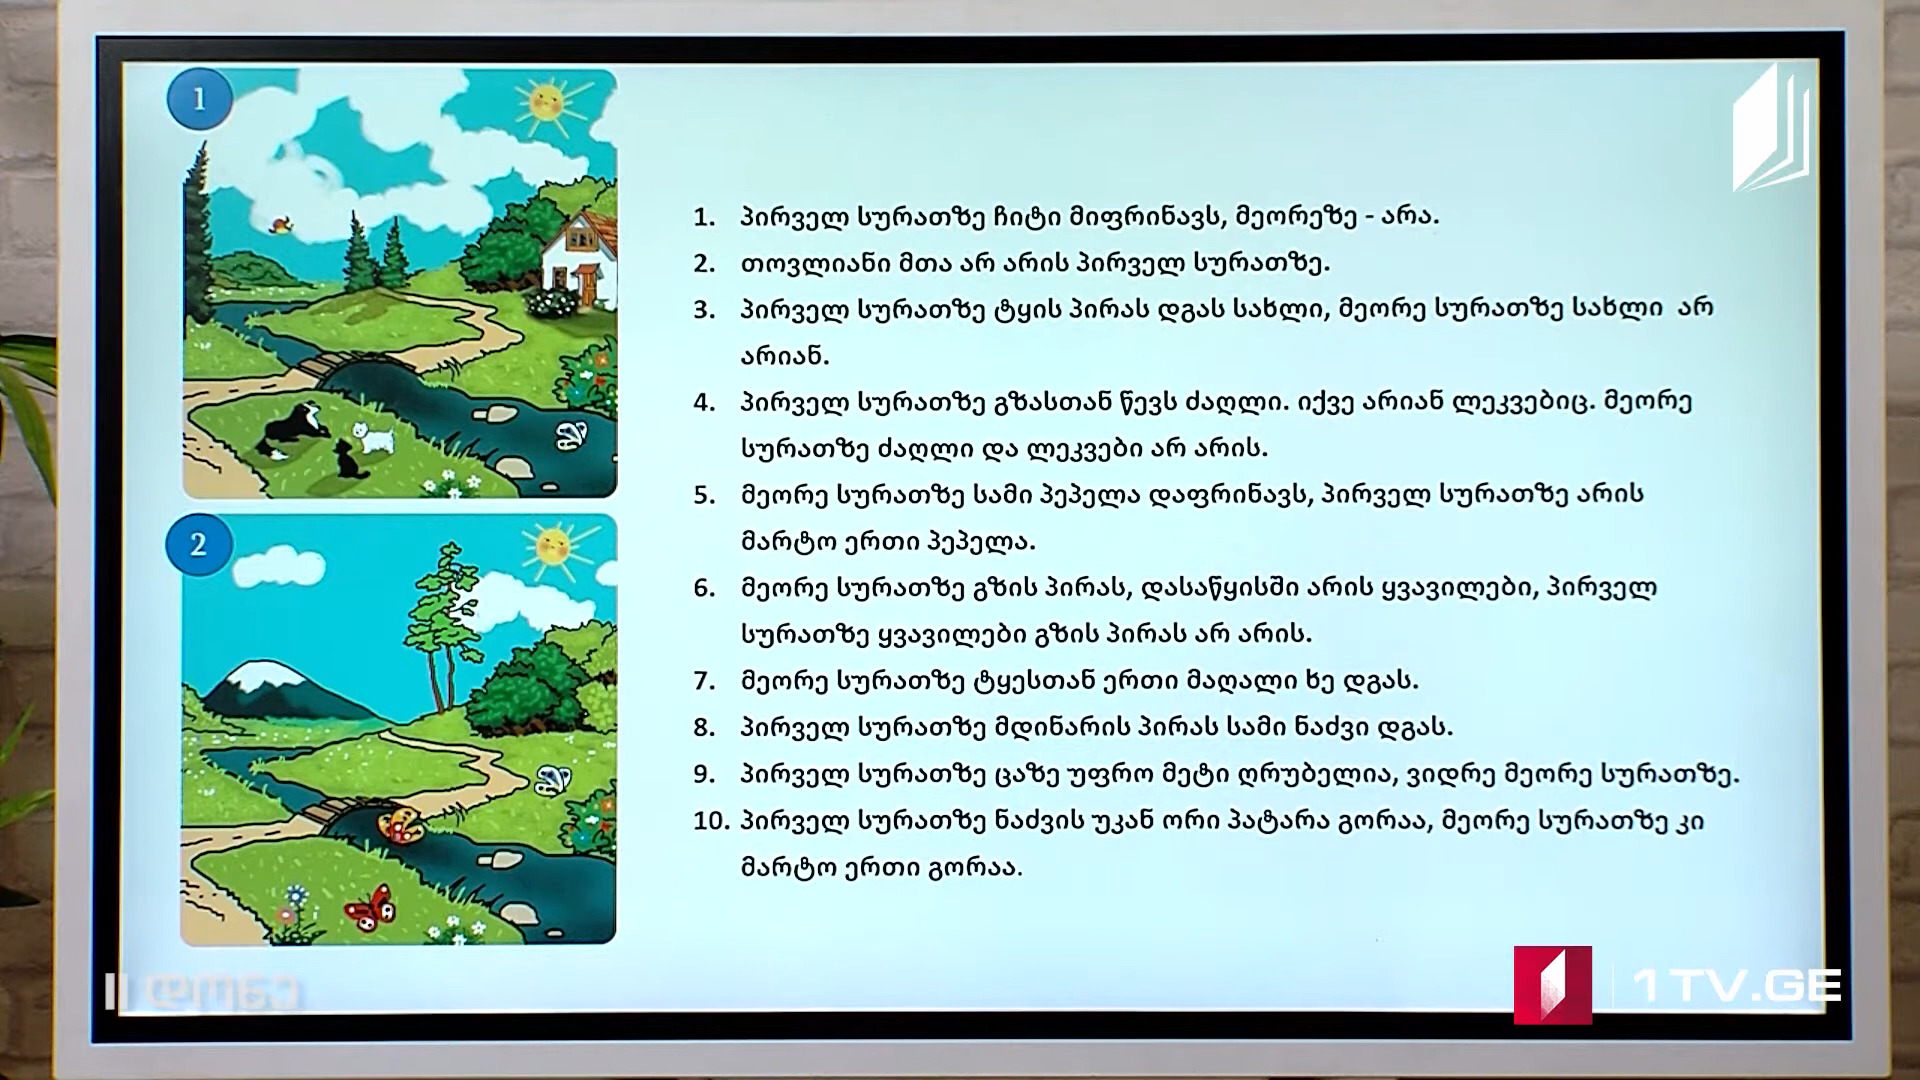 1
2
1. პირველ სურათზე ჩიტი მიფრინავს, მეორეზე - არა.
2. თოვლიანი მთა არ არის პირველ სურათზე.
3. პირველ სურათზე ტყის პირას დგას სახლი, მეორე სურათზე სახლი არ
არიან.
4. პირველ სურათზე გზასთან წევს ძაღლი. იქვე არიან ლეკვებიც. მეორე
სურათზე ძაღლი და ლეკვები არ არის.
5. მეორე სურათზე სამი პეპელა დაფრინავს, პირველ სურათზე არის
მარტო ერთი პეპელა.
6. მეორე სურათზე გზის პირას, დასაწყისში არის ყვავილები, პირველ
სურათზე ყვავილები გზის პირას არ არის.
7. მეორე სურათზე ტყესთან ერთი მაღალი ხე დგას.
8. პირველ სურათზე მდინარის პირას სამი ნაძვი დგას.
9. პირველ სურათზე ცაზე უფრო მეტი ღრუბელია, ვიდრე მეორე სურათზე.
10. პირველ სურათზე ნაძვის უკან ორი პატარა გორაა, მეორე სურათზე კი
მარტო ერთი გორაა.
II დონე
1TV.GE